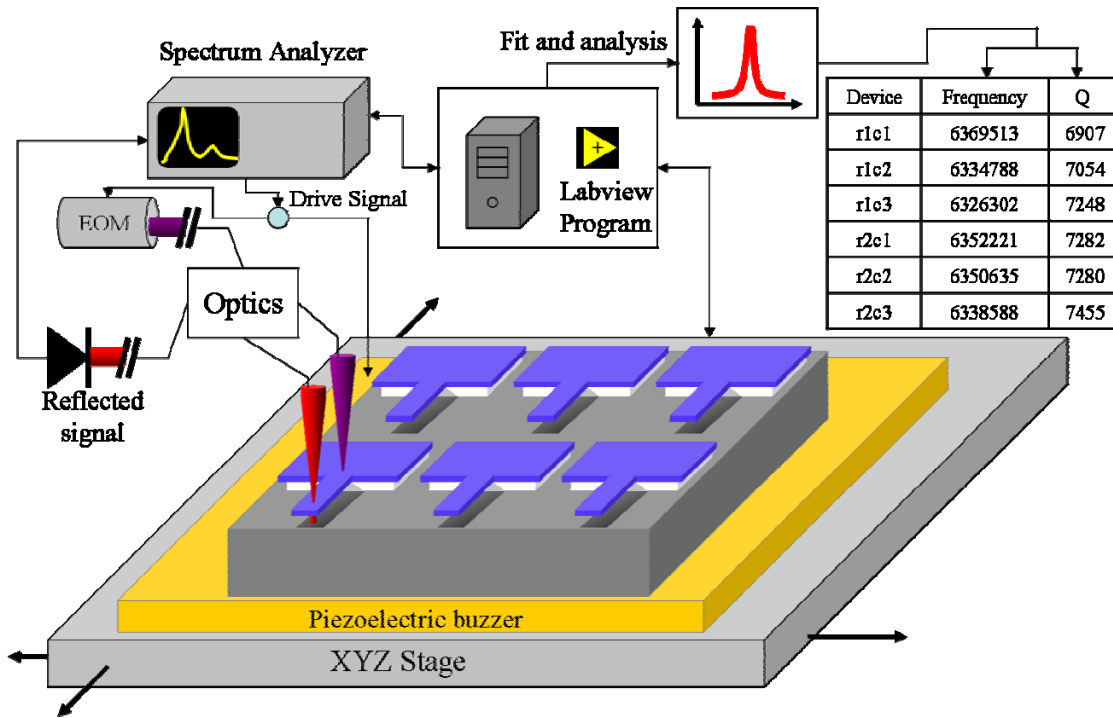 Spectrum Analyzer
Fit and analysis
Device Frequency Q
r1c1 6369513 6907
r1c2 6334788 7054
r1c3 6326302 7248
r2c1 6352221 7282
r2c2 6350635 7280
r2c3 6338588 7455
Labview
Program
Drive Signal
EOM
Optics
Reflected
signal
Piezoelectric buzzer
XYZ Stage